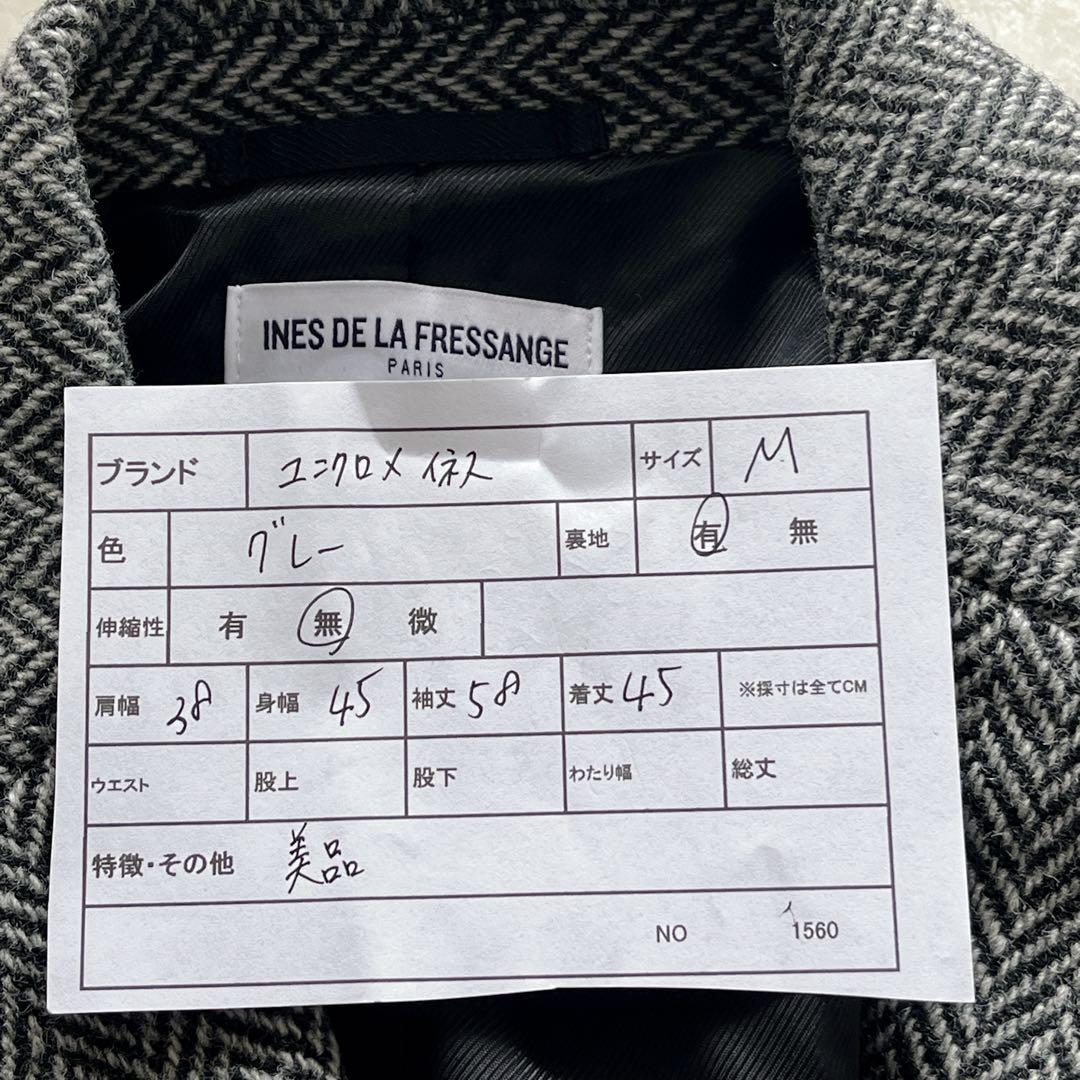 INES DE LA FRESSANGE
PARIS
ブランド ユニクロ×イネス サイズ M
色 グレー 裏地 有 無
伸縮性 有 無 微
肩幅 38 身幅 45 袖丈 58 着丈 45 ※採寸は全てCM
ウエスト 股上 股下 わたり幅 総丈
特徴・その他 美品
NO 1560